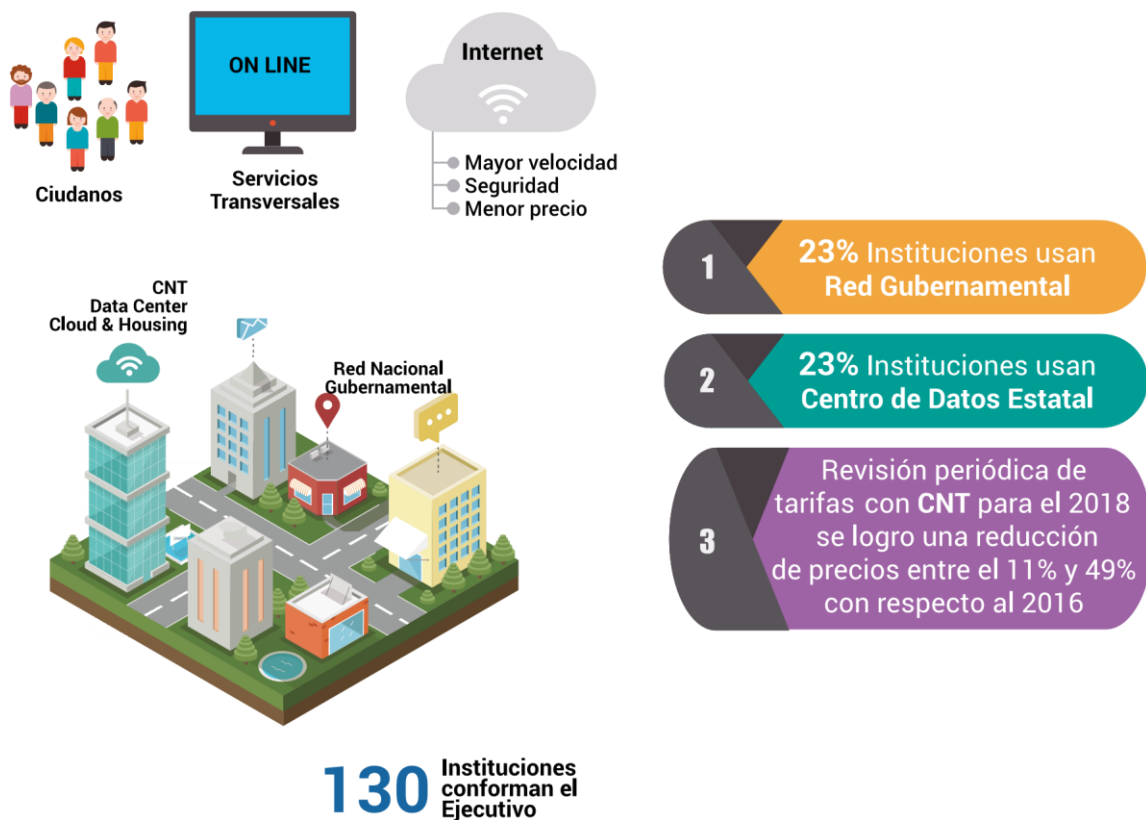 ON LINE
Internet
Ciudanos
Servicios
Transversales
Mayor velocidad
Seguridad
Menor precio
CNT
Data Center
Cloud & Housing
Red Nacional
Gubernamental
130
Instituciones
conforman el
Ejecutivo
1
23% Instituciones usan
Red Gubernamental
2
23% Instituciones usan
Centro de Datos Estatal
3
Revisión periódica de
tarifas con CNT para el 2018
se logro una reducción
de precios entre el 11% y 49%
con respecto al 2016